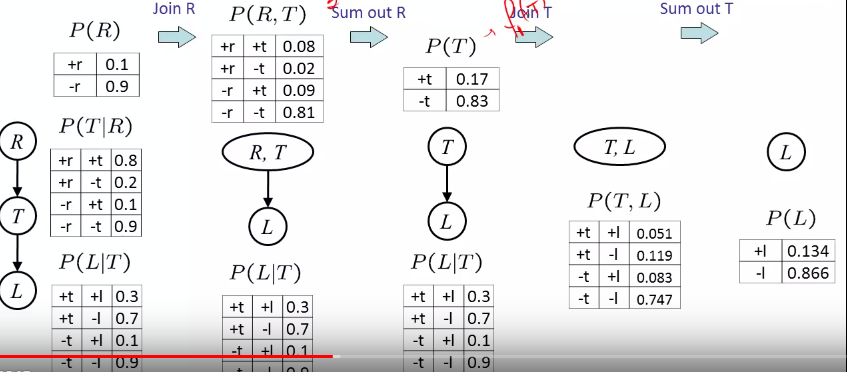 Join R
Sum out R
Join T
Sum out T
P(R)
+r 0.1
-r 0.9
P(T|R)
+r +t 0.8
+r -t 0.2
-r +t 0.1
-r -t 0.9
P(L|T)
+t +l 0.3
+t -l 0.7
-t +l 0.1
-t -l 0.9
R
T
L
P(R, T)
+r +t 0.08
+r -t 0.02
-r +t 0.09
-r -t 0.81
R, T
L
P(L|T)
+t +l 0.3
+t -l 0.7
-t +l 0.1
P(T)
+t 0.17
-t 0.83
T
L
P(L|T)
+t +l 0.3
+t -l 0.7
-t +l 0.1
-t -l 0.9
T, L
P(T, L)
+t +l 0.051
+t -l 0.119
-t +l 0.083
-t -l 0.747
L
P(L)
+l 0.134
-l 0.866